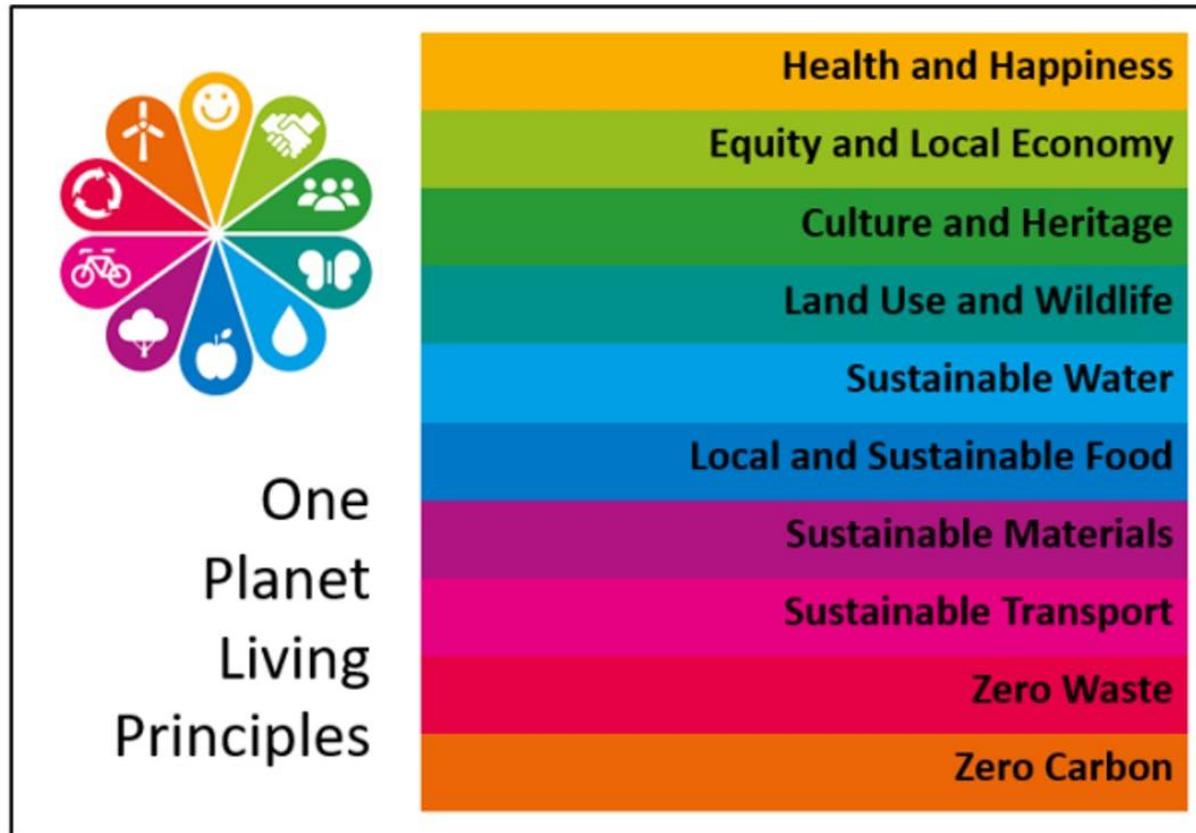 One
Planet
Living
Principles
Health and Happiness
Equity and Local Economy
Culture and Heritage
Land Use and Wildlife
Sustainable Water
Local and Sustainable Food
Sustainable Materials
Sustainable Transport
Zero Waste
Zero Carbon